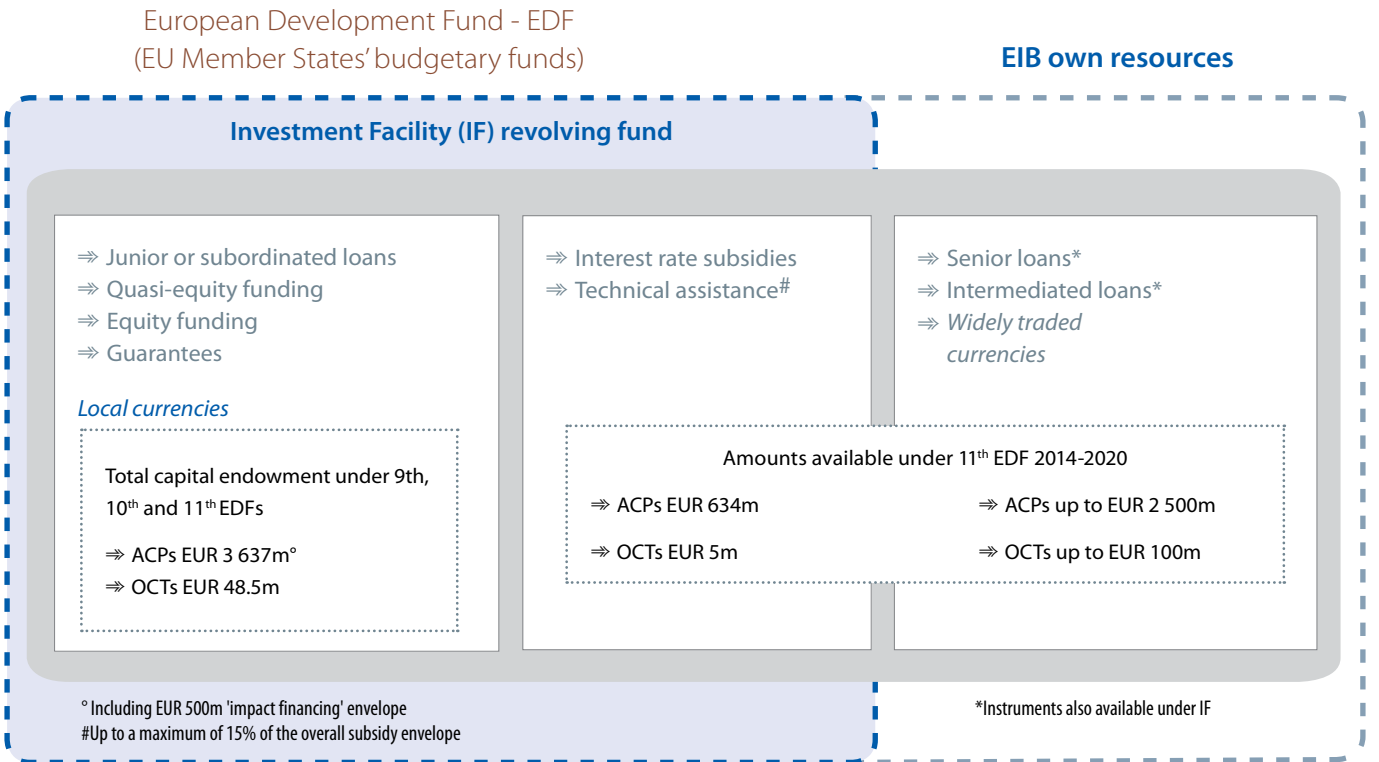 European Development Fund - EDF
(EU Member States’ budgetary funds)
EIB own resources
Investment Facility (IF) revolving fund
⇾ Junior or subordinated loans
⇾ Quasi-equity funding
⇾ Equity funding
⇾ Guarantees
Local currencies
Total capital endowment under 9th,
10th and 11th EDFs
⇾ ACPs EUR 3 637m°
⇾ OCTs EUR 48.5m
⇾ Interest rate subsidies
⇾ Technical assistance#
⇾ Senior loans*
⇾ Intermediated loans*
⇾ Widely traded
currencies
Amounts available under 11th EDF 2014-2020
⇾ ACPs EUR 634m
⇾ OCTs EUR 5m
⇾ ACPs up to EUR 2 500m
⇾ OCTs up to EUR 100m
° Including EUR 500m 'impact financing' envelope
#Up to a maximum of 15% of the overall subsidy envelope
*Instruments also available under IF